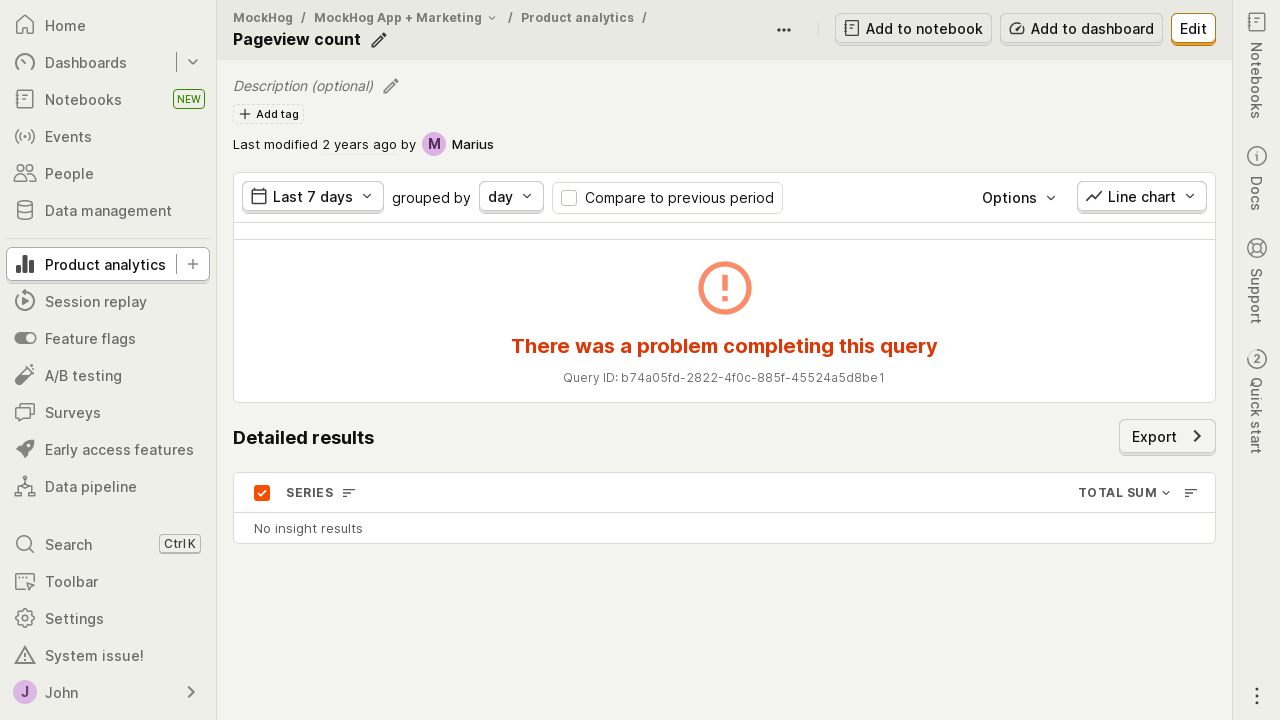 Home
Dashboards
Notebooks
NEW
Events
People
Data management
Product analytics
Session replay
Feature flags
A/B testing
Surveys
Early access features
Data pipeline
Search
Ctrl K
Toolbar
Settings
System issue!
J
John
MockHog / MockHog App + Marketing / Product analytics /
Pageview count
Add to notebook
Add to dashboard
Edit
Description (optional)
Add tag
Last modified 2 years ago by M Marius
Last 7 days
grouped by
day
Compare to previous period
Options
Line chart
There was a problem completing this query
Query ID: b74a05fd-2822-4f0c-885f-45524a5d8be1
Detailed results
Export
SERIES
TOTAL SUM
No insight results
Notebooks
Docs
Support
2
Quick start